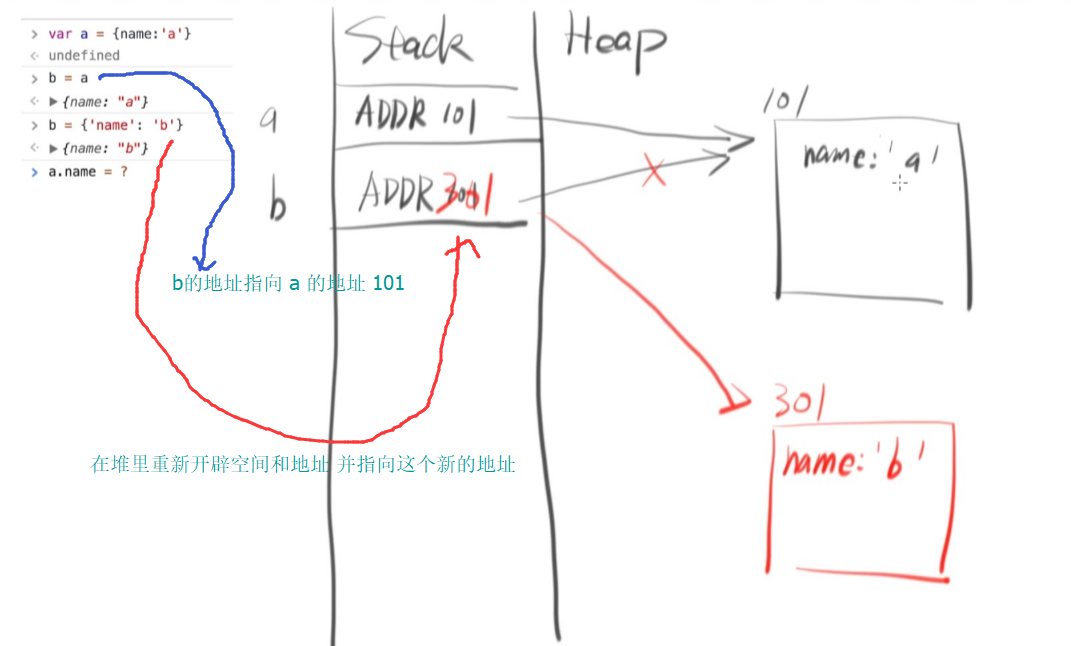 > var a = {name:'a'}
< undefined
> b = a
< ▶ {name: "a"}
> b = {'name': 'b'}
< ▶ {name: "b"}
> a.name = ?
Stack
Heap
a
ADDR 101
101
name: 'a'
b
ADDR 301
b的地址指向 a 的地址 101
301
name: 'b'
在堆里重新开辟空间和地址 并指向这个新的地址